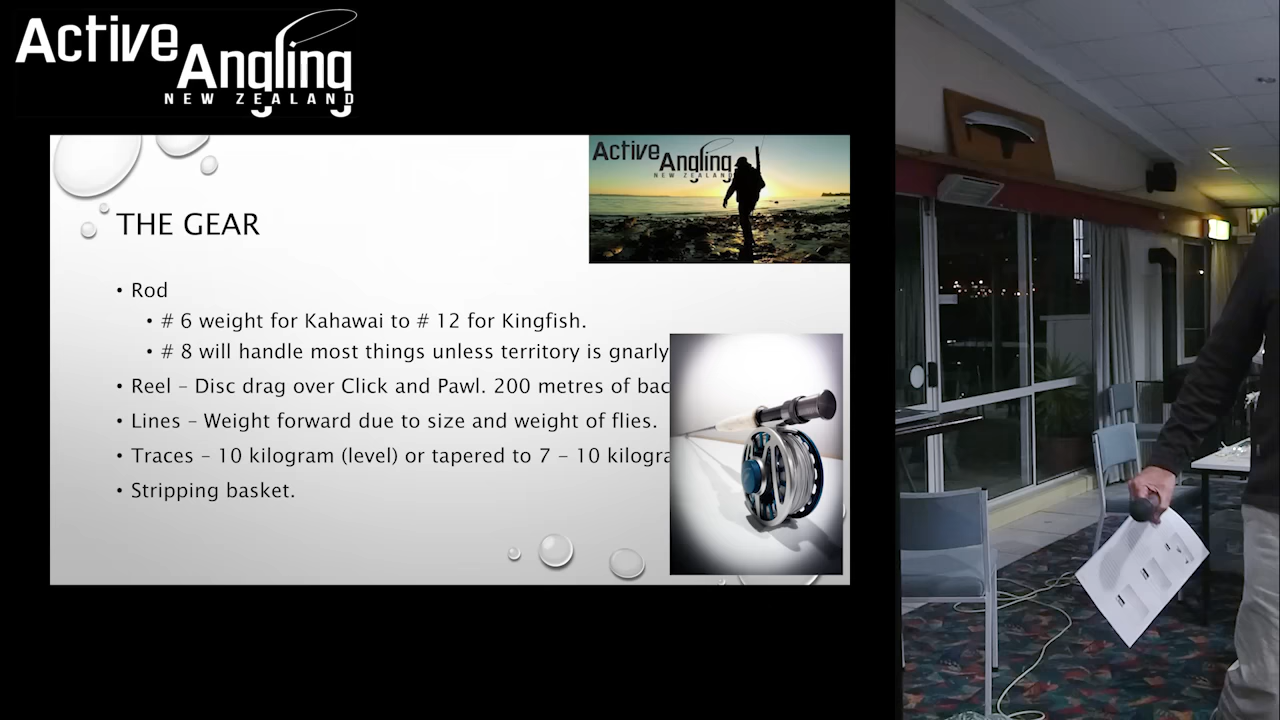 Active
Angling
NEW ZEALAND
Active Angling
NEW ZEALAND
THE GEAR
• Rod
• # 6 weight for Kahawai to # 12 for Kingfish.
• # 8 will handle most things unless territory is gnarly
• Reel – Disc drag over Click and Pawl. 200 metres of bac
• Lines – Weight forward due to size and weight of flies.
• Traces – 10 kilogram (level) or tapered to 7 – 10 kilogra
• Stripping basket.